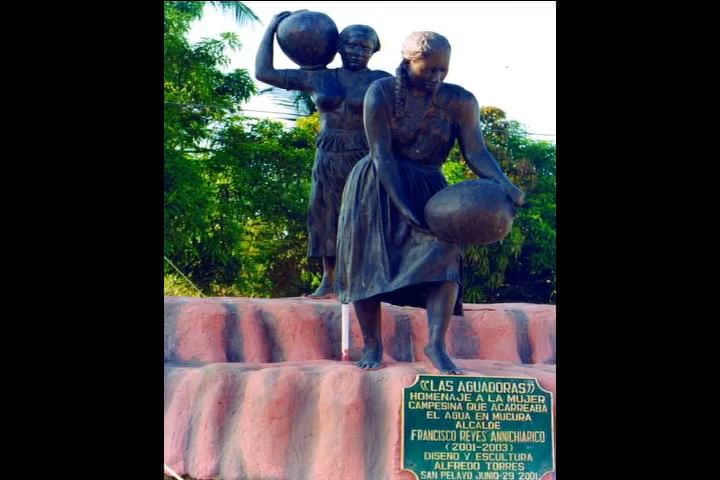 «LAS AGUADORAS»
HOMENAJE A LA MUJER
CAMPESINA QUE ACARREABA
EL AGUA EN MUCURA
ALCALDE
FRANCISCO REYES ANNICHIARICO
(2001-2003)
DISEÑO Y ESCULTURA
ALFREDO TORRES
SAN PELAYO JUNIO-29 2001